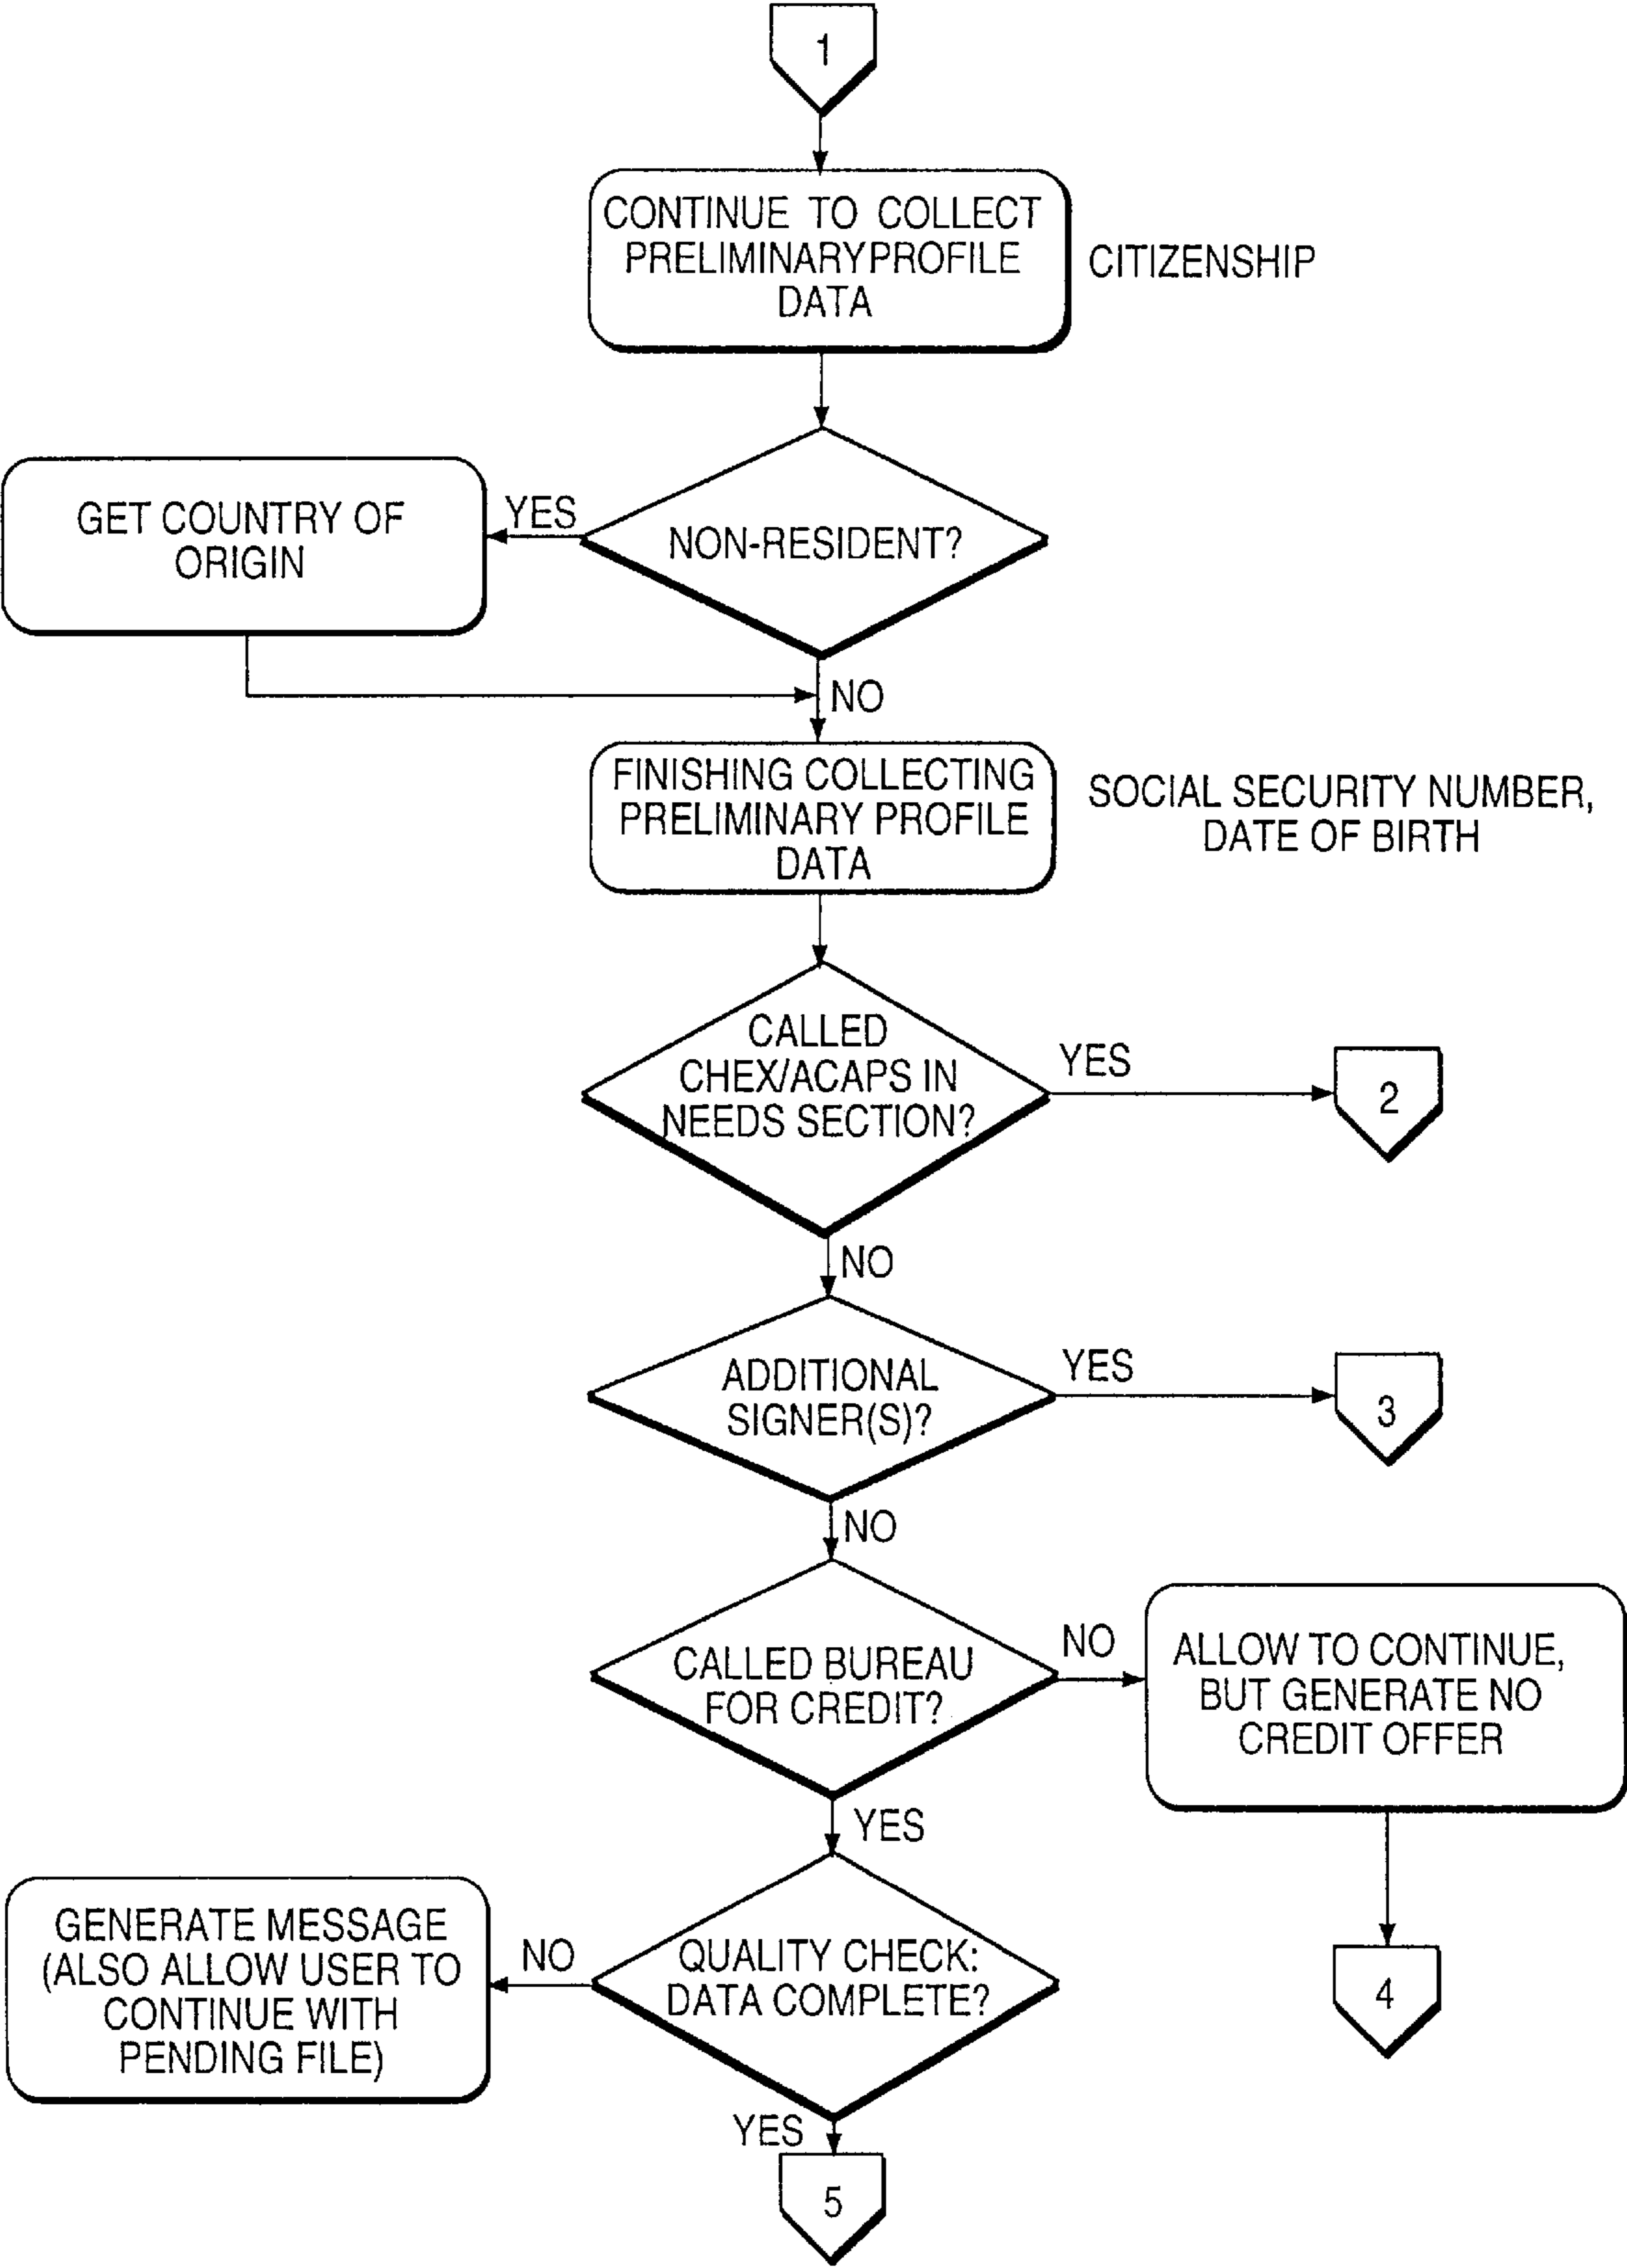 1
CONTINUE TO COLLECT
PRELIMINARYPROFILE
DATA
CITIZENSHIP
GET COUNTRY OF
ORIGIN
YES
NON-RESIDENT?
NO
FINISHING COLLECTING
PRELIMINARY PROFILE
DATA
SOCIAL SECURITY NUMBER,
DATE OF BIRTH
CALLED
CHEX/ACAPS IN
NEEDS SECTION?
YES
2
NO
ADDITIONAL
SIGNER(S)?
YES
3
NO
CALLED BUREAU
FOR CREDIT?
NO
ALLOW TO CONTINUE,
BUT GENERATE NO
CREDIT OFFER
YES
GENERATE MESSAGE
(ALSO ALLOW USER TO
CONTINUE WITH
PENDING FILE)
NO
QUALITY CHECK:
DATA COMPLETE?
4
YES
5